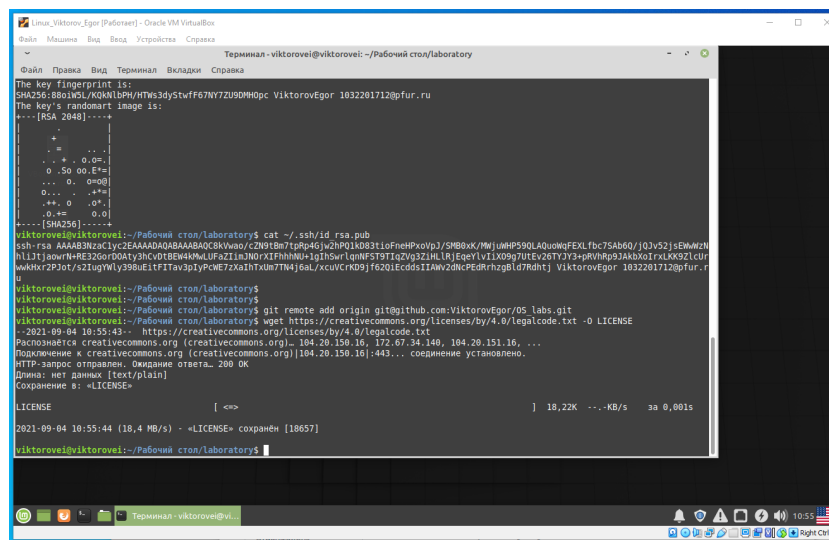 Linux_Viktorov_Egor [Работает] - Oracle VM VirtualBox
Файл Машина Вид Ввод Устройства Справка
Терминал - viktorovei@viktorovei: ~/Рабочий стол/laboratory
Файл Правка Вид Терминал Вкладки Справка
The key fingerprint is:
The key's randomart image is:
+---[RSA 2048]----+
| . |
| + |
| . = .. .|
| . . + . o.o=.|
| o .So oo.E*=|
| ... o. o=o@|
| o... . .+*=|
| .++. o .o*.|
| .o.+= o.o|
+----[SHA256]-----+
viktorovei@viktorovei:~/Рабочий стол/laboratory$ cat ~/.ssh/id_rsa.pub
viktorovei@viktorovei:~/Рабочий стол/laboratory$
viktorovei@viktorovei:~/Рабочий стол/laboratory$
viktorovei@viktorovei:~/Рабочий стол/laboratory$ git remote add origin git@github.com:ViktorovEgor/OS_labs.git
viktorovei@viktorovei:~/Рабочий стол/laboratory$ wget https://creativecommons.org/licenses/by/4.0/legalcode.txt -O LICENSE
--2021-09-04 10:55:43-- https://creativecommons.org/licenses/by/4.0/legalcode.txt
Распознаётся creativecommons.org (creativecommons.org)… 104.20.150.16, 172.67.34.140, 104.20.151.16, ...
Подключение к creativecommons.org (creativecommons.org)|104.20.150.16|:443... соединение установлено.
HTTP-запрос отправлен. Ожидание ответа… 200 OK
Длина: нет данных [text/plain]
Сохранение в: «LICENSE»
LICENSE [ <=> ] 18,22K --.-KB/s за 0,001s
2021-09-04 10:55:44 (18,4 MB/s) - «LICENSE» сохранён [18657]
viktorovei@viktorovei:~/Рабочий стол/laboratory$
Терминал - viktorovei@vi...
10:55
Right Ctrl